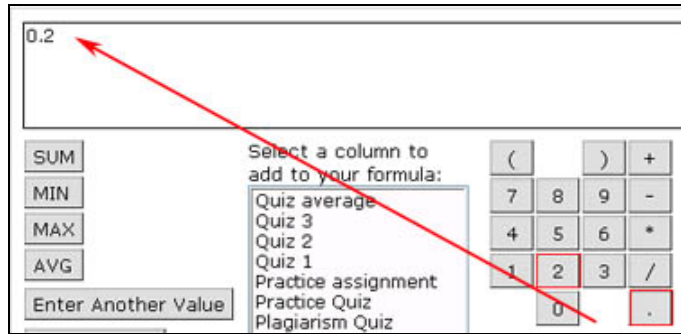 0.2
SUM
MIN
MAX
AVG
Enter Another Value
Select a column to
add to your formula:
Quiz average
Quiz 3
Quiz 2
Quiz 1
Practice assignment
Practice Quiz
Plagiarism Quiz
( ) +
7 8 9 -
4 5 6 *
1 2 3 /
0 .